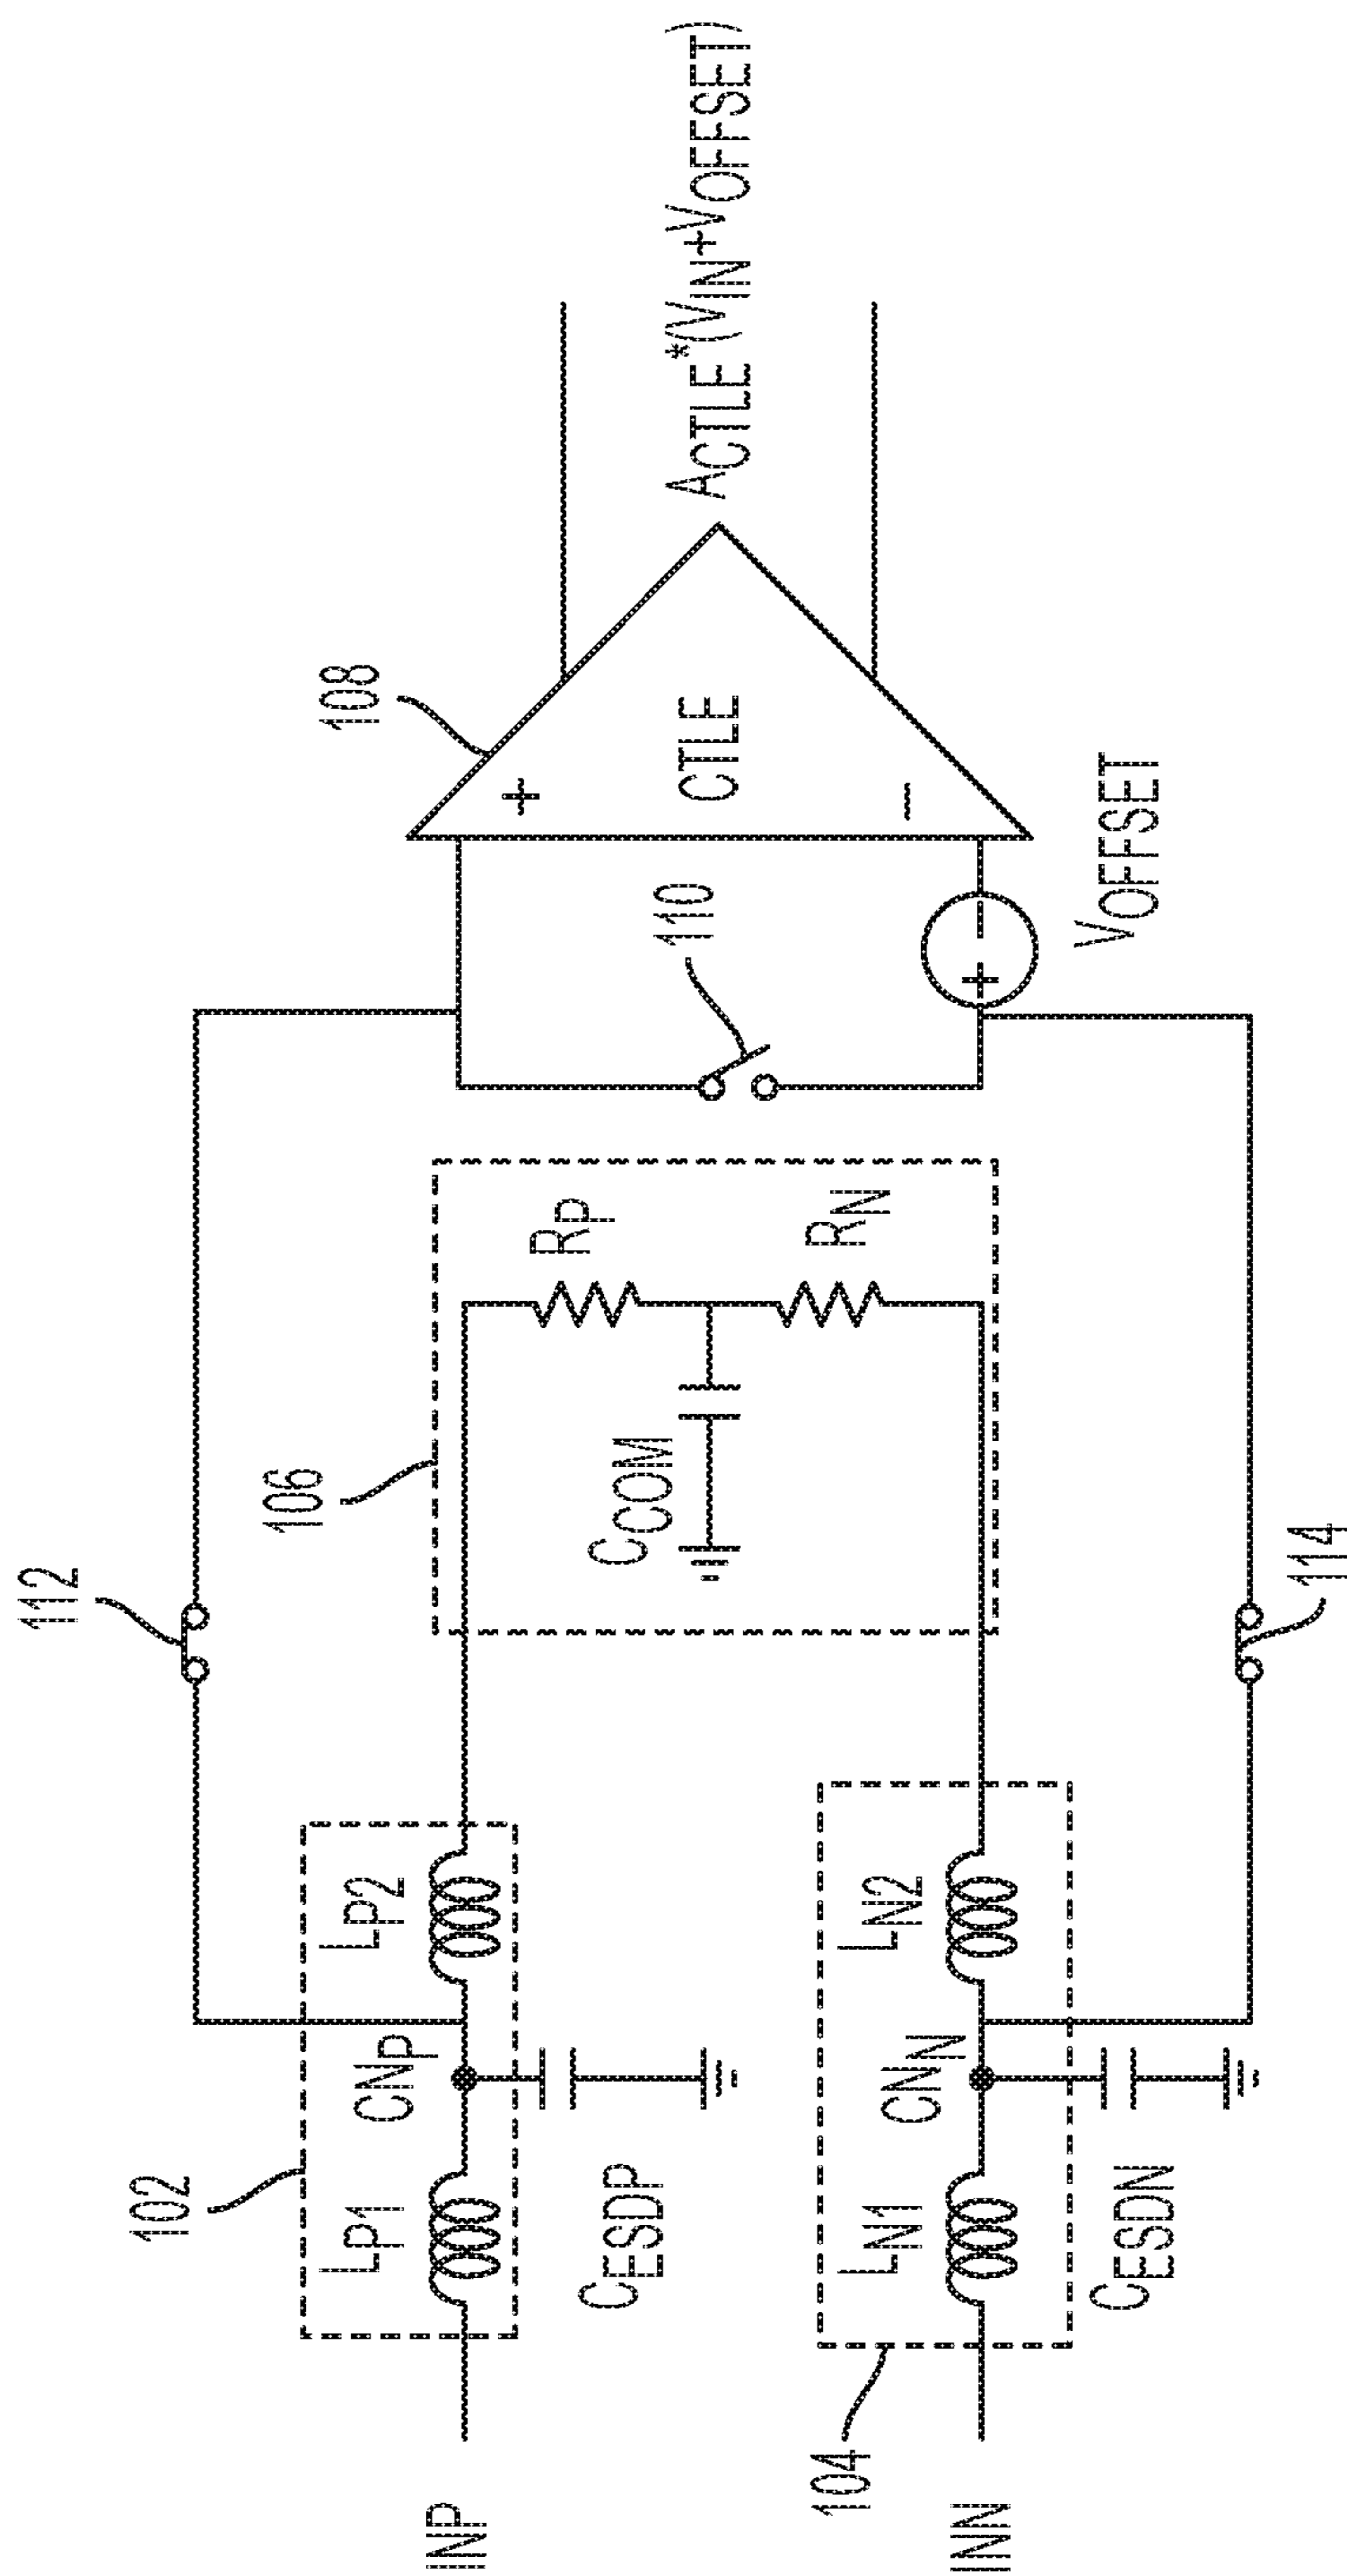 112
102
LP1
CNP
LP2
106
108
INP
CESDP
CCOM
RP
110
+
CTLE
ACTLE*(VIN+VOFFSET)
RN
−
LN1
CNN
LN2
+ −
104
INN
CESDN
114
VOFFSET